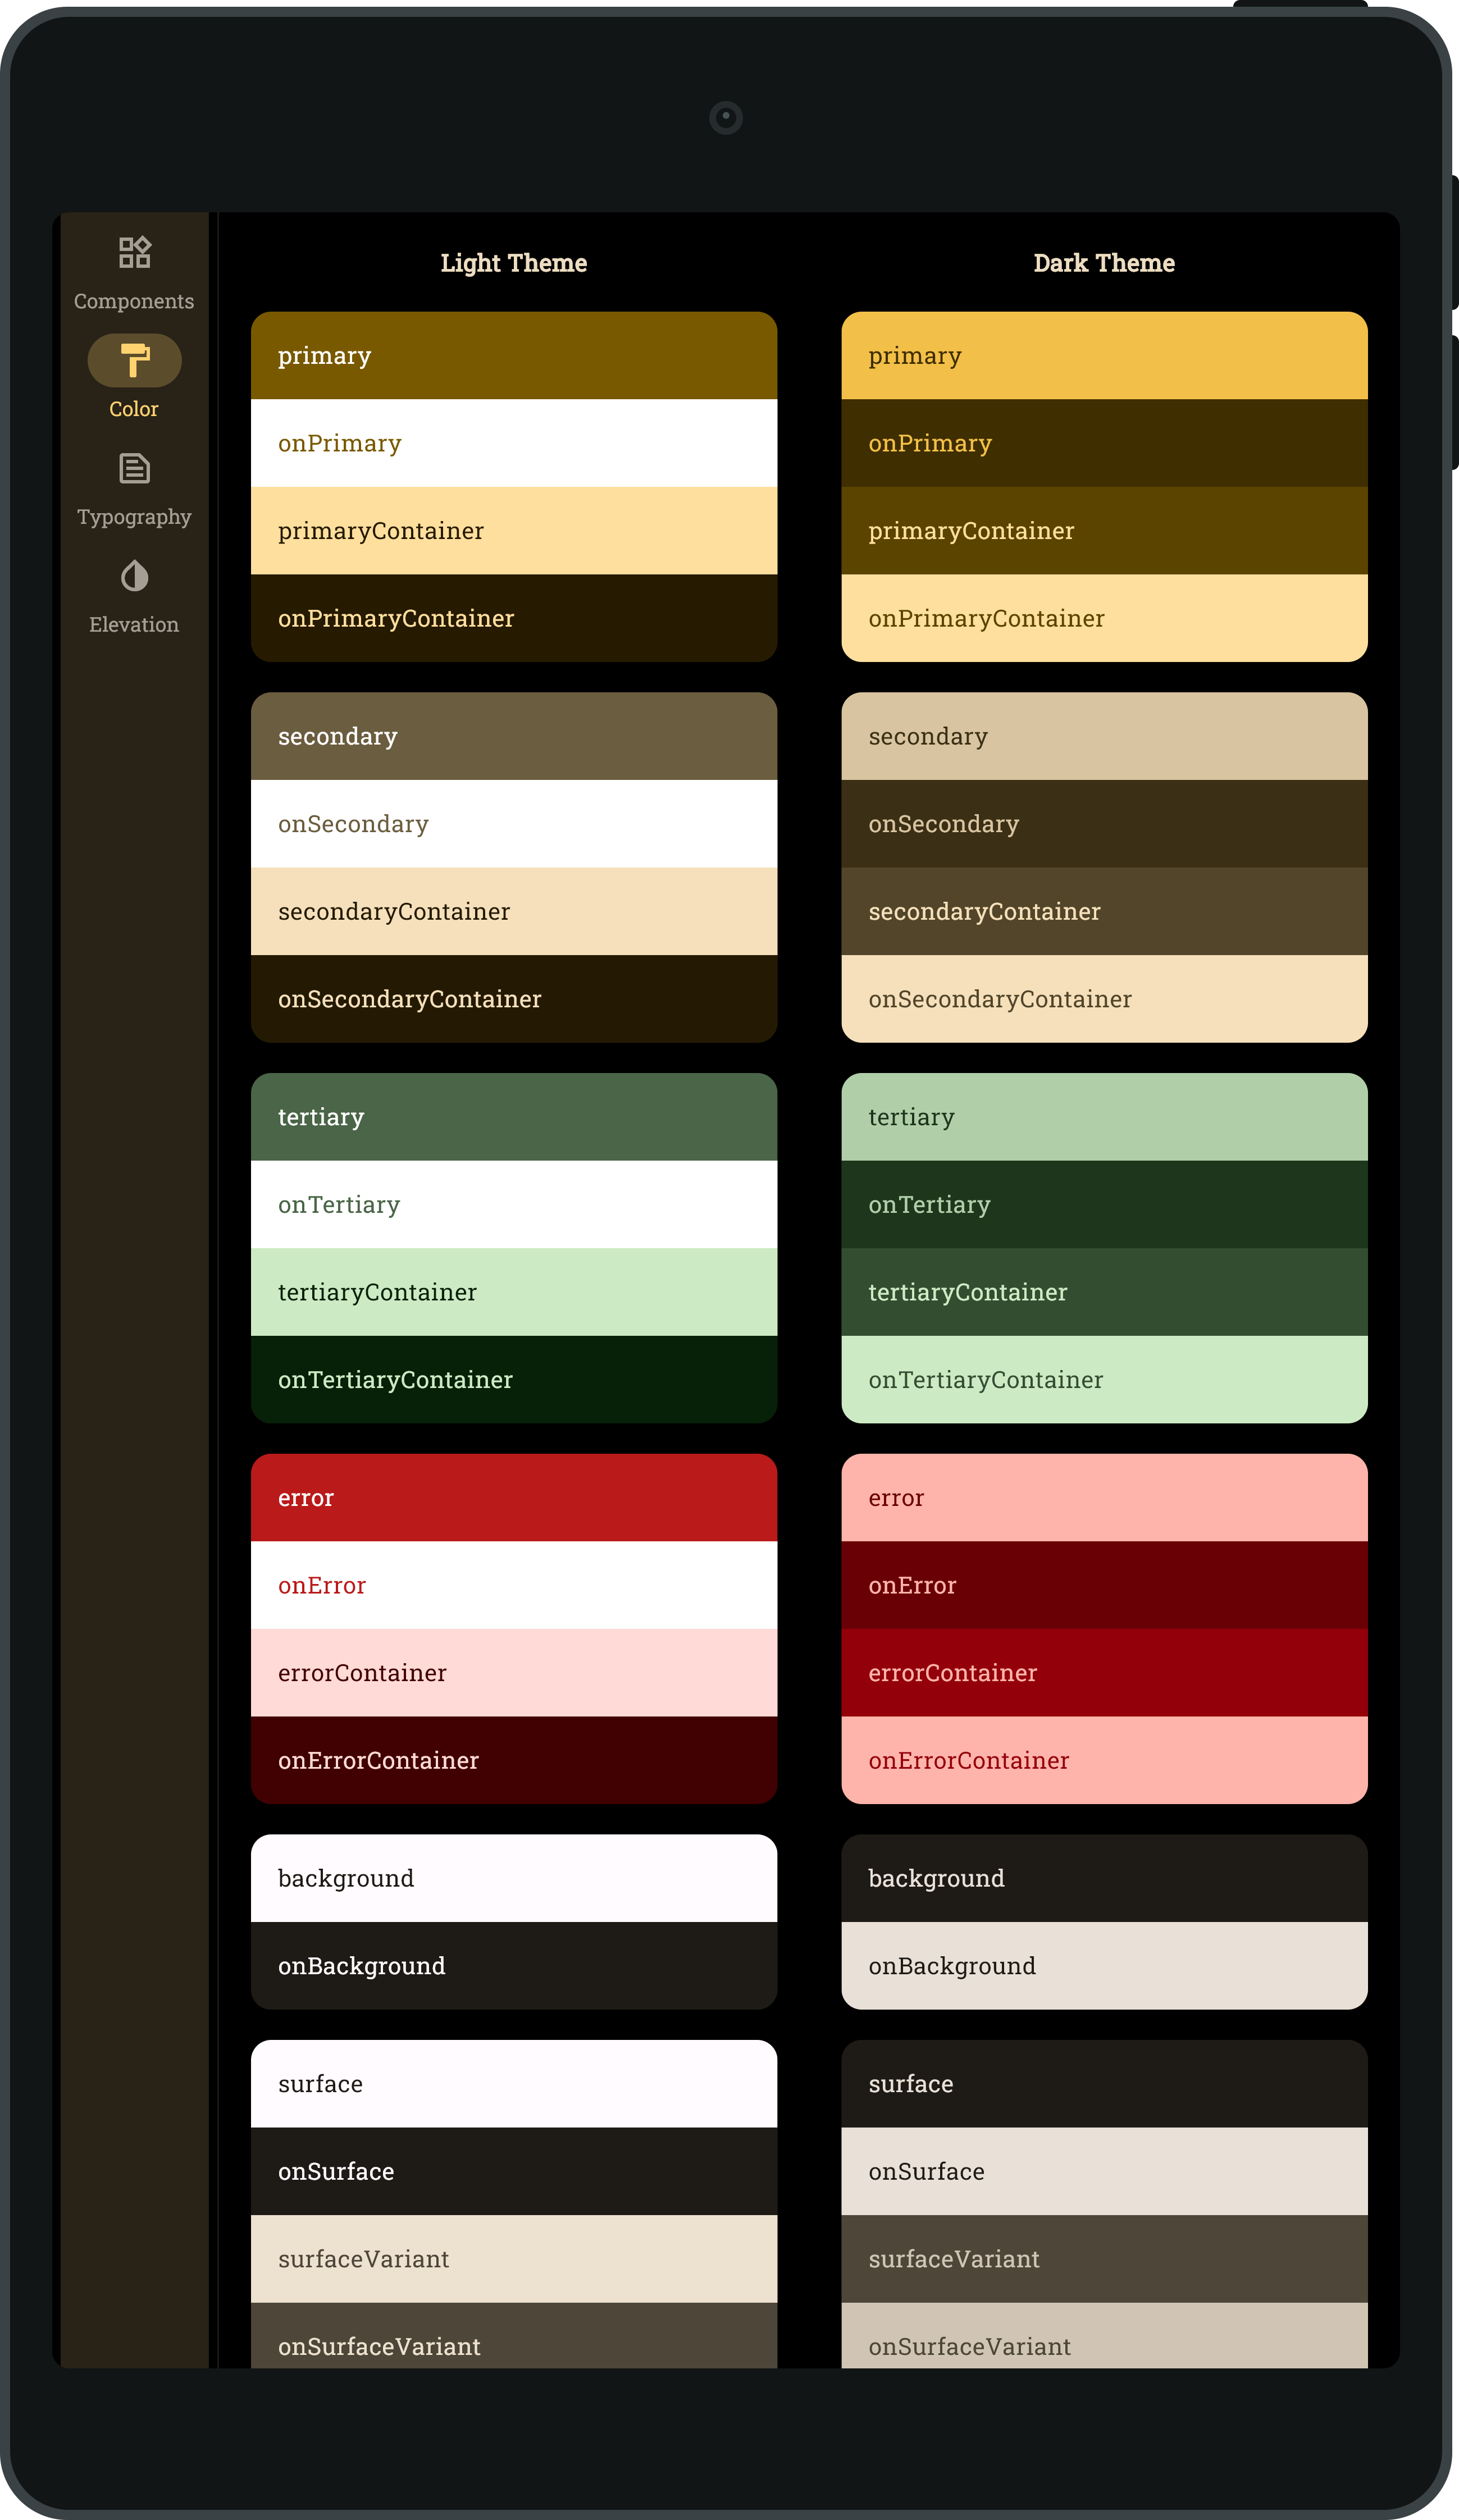 Components
Color
Typography
Elevation
Light Theme
primary
onPrimary
primaryContainer
onPrimaryContainer
secondary
onSecondary
secondaryContainer
onSecondaryContainer
tertiary
onTertiary
tertiaryContainer
onTertiaryContainer
error
onError
errorContainer
onErrorContainer
background
onBackground
surface
onSurface
surfaceVariant
onSurfaceVariant
Dark Theme
primary
onPrimary
primaryContainer
onPrimaryContainer
secondary
onSecondary
secondaryContainer
onSecondaryContainer
tertiary
onTertiary
tertiaryContainer
onTertiaryContainer
error
onError
errorContainer
onErrorContainer
background
onBackground
surface
onSurface
surfaceVariant
onSurfaceVariant